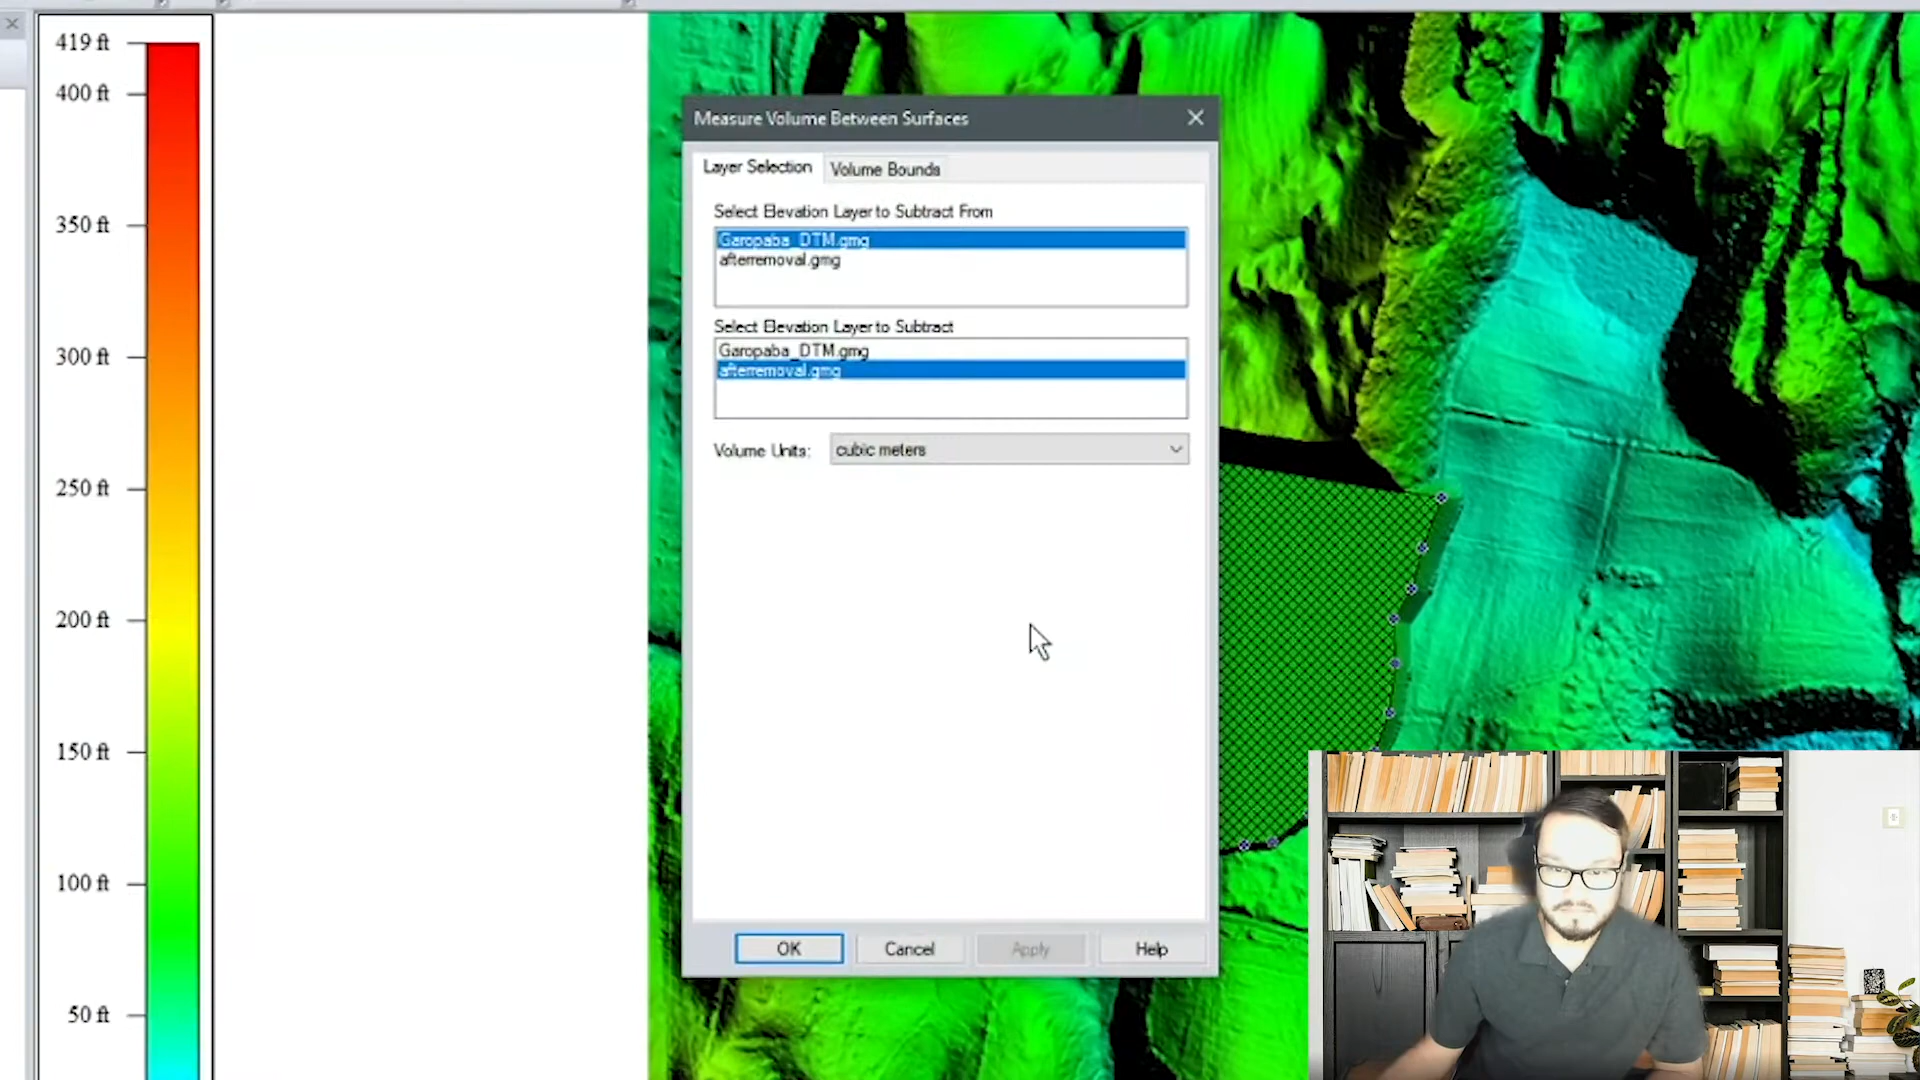 419 ft
400 ft
350 ft
300 ft
250 ft
200 ft
150 ft
100 ft
50 ft
Measure Volume Between Surfaces
Layer Selection
Volume Bounds
Select Elevation Layer to Subtract From
Garopaba_DTM.gmg
afterremoval.gmg
Select Elevation Layer to Subtract
Garopaba_DTM.gmg
afterremoval.gmg
Volume Units: cubic meters
OK
Cancel
Apply
Help